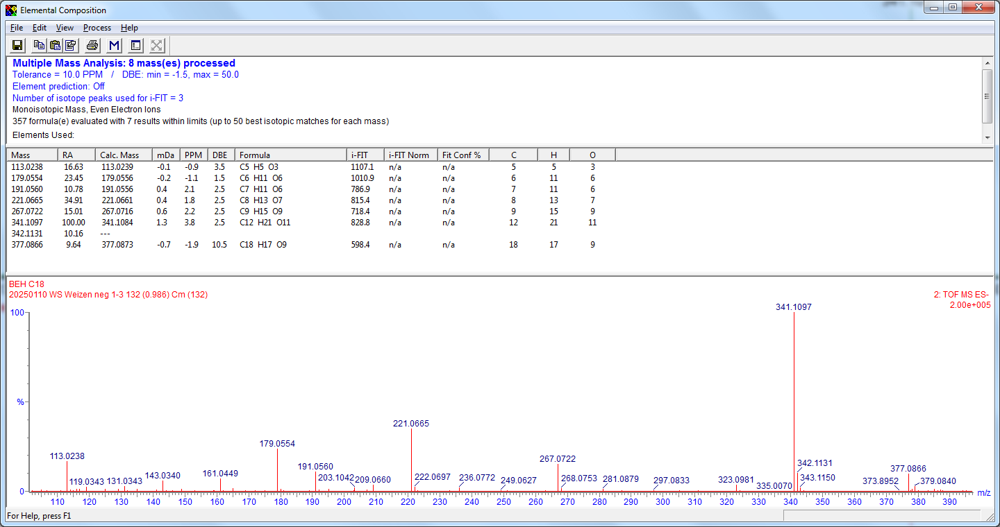 Elemental Composition
File Edit View Process Help
Multiple Mass Analysis: 8 mass(es) processed
Tolerance = 10.0 PPM / DBE: min = -1.5, max = 50.0
Element prediction: Off
Number of isotope peaks used for i-FIT = 3
Monoisotopic Mass, Even Electron Ions
357 formula(e) evaluated with 7 results within limits (up to 50 best isotopic matches for each mass)
Elements Used:
Mass RA Calc. Mass mDa PPM DBE Formula i-FIT i-FIT Norm Fit Conf % C H O
113.0238 16.63 113.0239 -0.1 -0.9 3.5 C5 H5 O3 1107.1 n/a n/a 5 5 3
179.0554 23.45 179.0556 -0.2 -1.1 1.5 C6 H11 O6 1010.9 n/a n/a 6 11 6
191.0560 10.78 191.0556 0.4 2.1 2.5 C7 H11 O6 786.9 n/a n/a 7 11 6
221.0665 34.91 221.0661 0.4 1.8 2.5 C8 H13 O7 815.4 n/a n/a 8 13 7
267.0722 15.01 267.0716 0.6 2.2 2.5 C9 H15 O9 718.4 n/a n/a 9 15 9
341.1097 100.00 341.1084 1.3 3.8 2.5 C12 H21 O11 828.8 n/a n/a 12 21 11
342.1131 10.16 ---
377.0866 9.64 377.0873 -0.7 -1.9 10.5 C18 H17 O9 598.4 n/a n/a 18 17 9
BEH C18
20250110 WS Weizen neg 1-3 132 (0.986) Cm (132)
2: TOF MS ES-
2.00e+005
100
%
0
341.1097
221.0665
179.0554
113.0238
267.0722
342.1131
191.0560
377.0866
161.0449
143.0340
203.1042
222.0697
236.0772
268.0753
281.0879
343.1150
119.0343
131.0343
209.0660
249.0627
297.0833
323.0981
335.0070
373.8952
379.0840
110 120 130 140 150 160 170 180 190 200 210 220 230 240 250 260 270 280 290 300 310 320 330 340 350 360 370 380 390
m/z
For Help, press F1